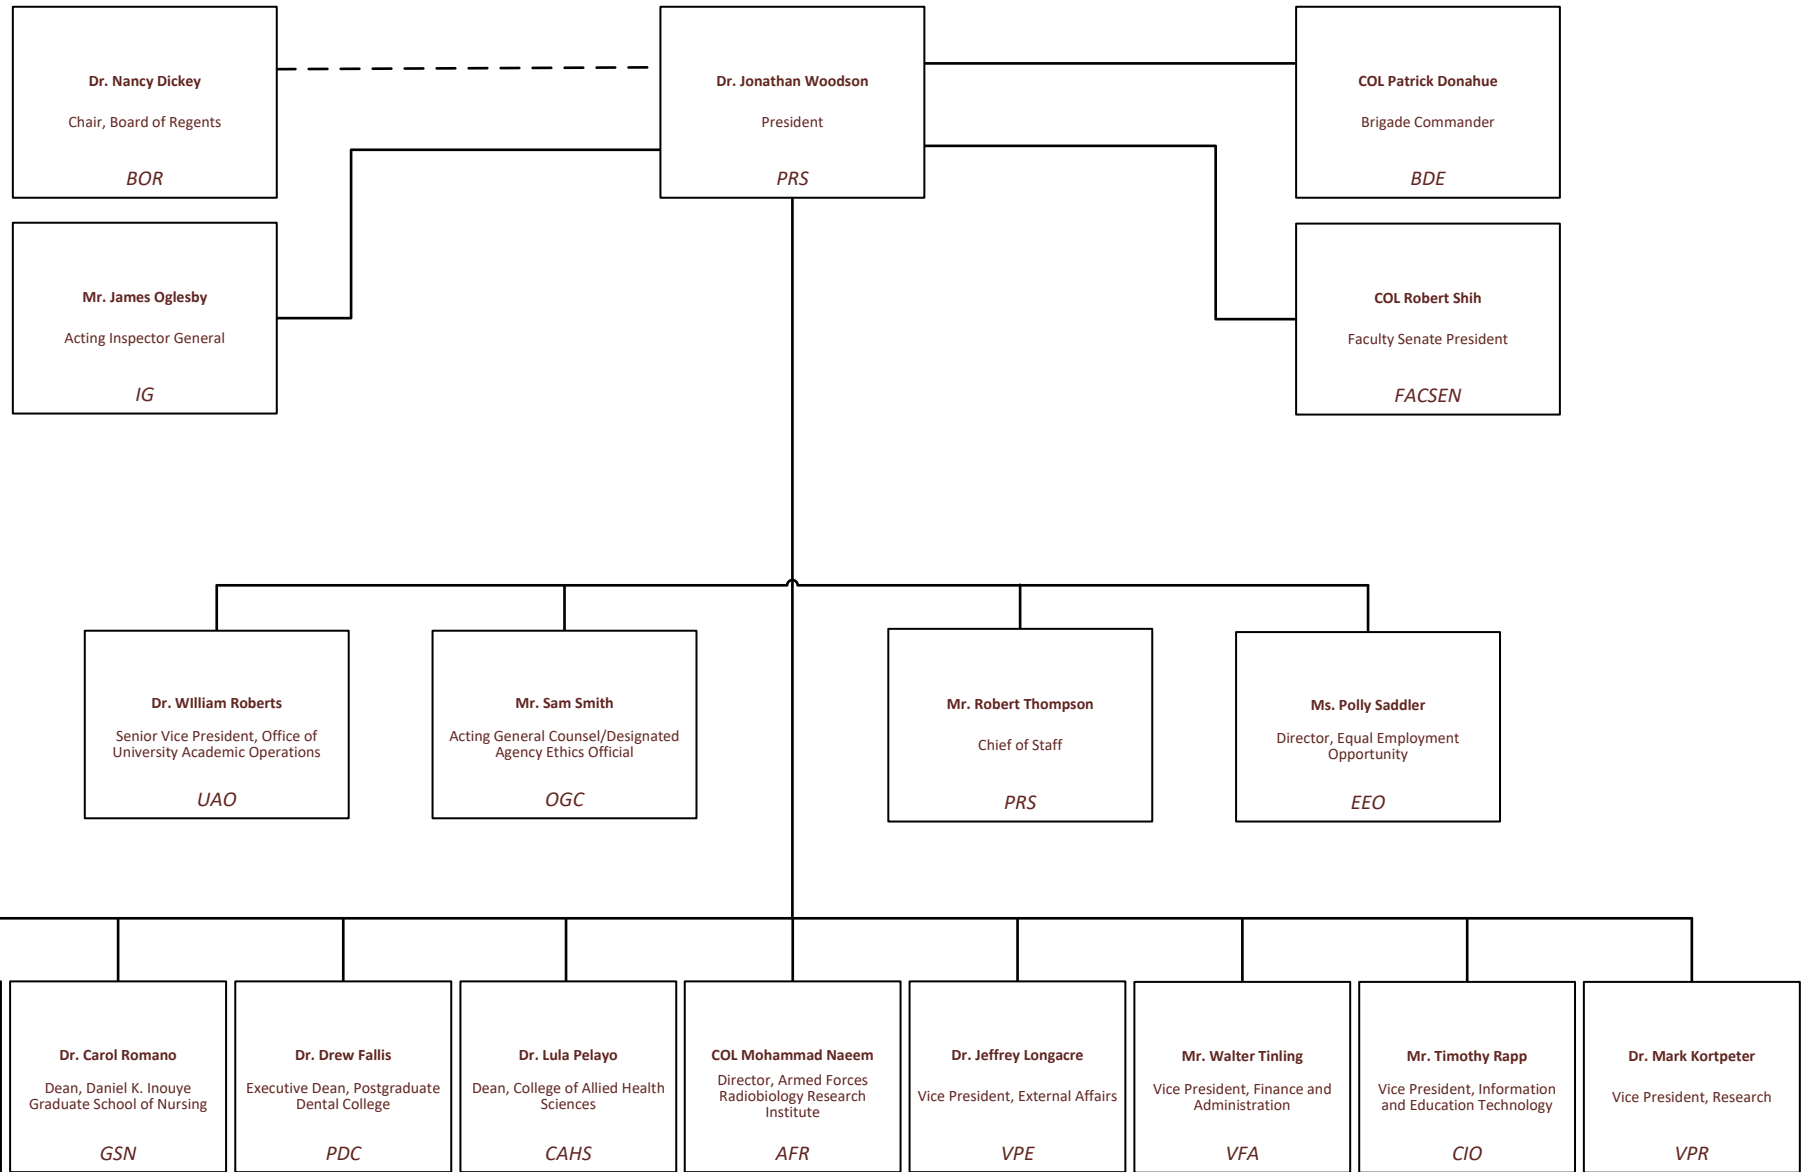 Dr. Nancy Dickey
Chair, Board of Regents
BOR
Dr. Jonathan Woodson
President
PRS
COL Patrick Donahue
Brigade Commander
BDE
Mr. James Oglesby
Acting Inspector General
IG
COL Robert Shih
Faculty Senate President
FACSEN
Dr. WIlliam Roberts
Senior Vice President, Office of
University Academic Operations
UAO
Mr. Sam Smith
Acting General Counsel/Designated
Agency Ethics Official
OGC
Mr. Robert Thompson
Chief of Staff
PRS
Ms. Polly Saddler
Director, Equal Employment
Opportunity
EEO
Dr. Carol Romano
Dean, Daniel K. Inouye
Graduate School of Nursing
GSN
Dr. Drew Fallis
Executive Dean, Postgraduate
Dental College
PDC
Dr. Lula Pelayo
Dean, College of Allied Health
Sciences
CAHS
COL Mohammad Naeem
Director, Armed Forces
Radiobiology Research
Institute
AFR
Dr. Jeffrey Longacre
Vice President, External Affairs
VPE
Mr. Walter Tinling
Vice President, Finance and
Administration
VFA
Mr. Timothy Rapp
Vice President, Information
and Education Technology
CIO
Dr. Mark Kortpeter
Vice President, Research
VPR